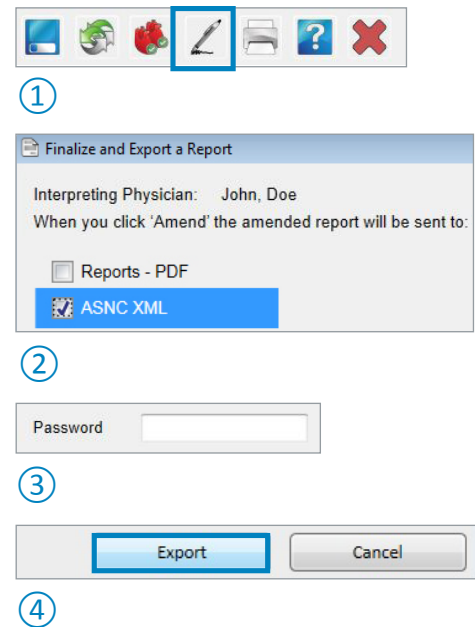 ?
①
Finalize and Export a Report
Interpreting Physician: John, Doe
When you click 'Amend' the amended report will be sent to:
Reports - PDF
ASNC XML
②
Password
③
Export Cancel
④